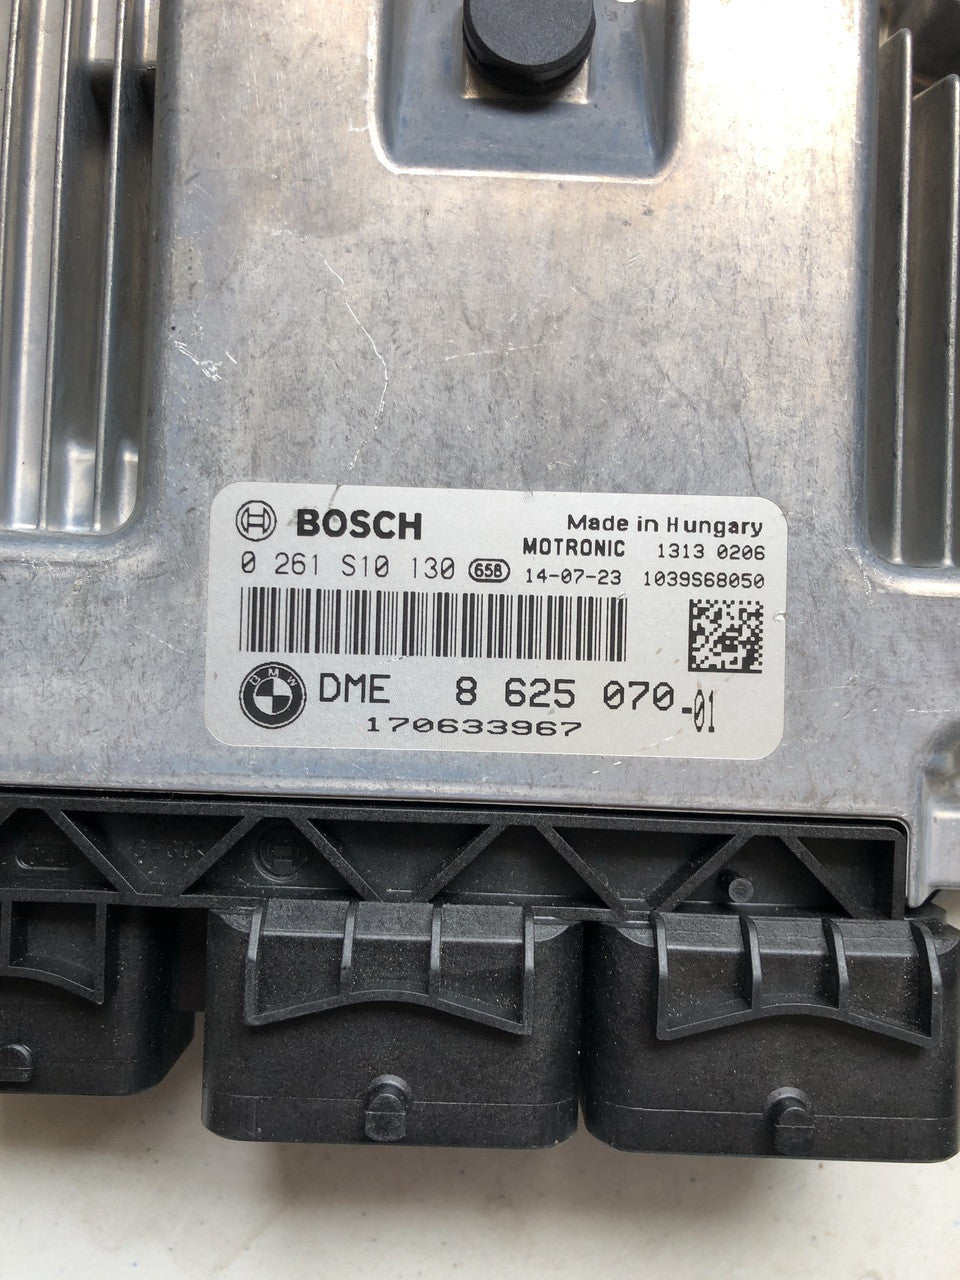 BOSCH Made in Hungary
MOTRONIC 1313 0206
0 261 S10 130 658 14-07-23 1039S68050
BMW DME 8 625 070-01
170633967